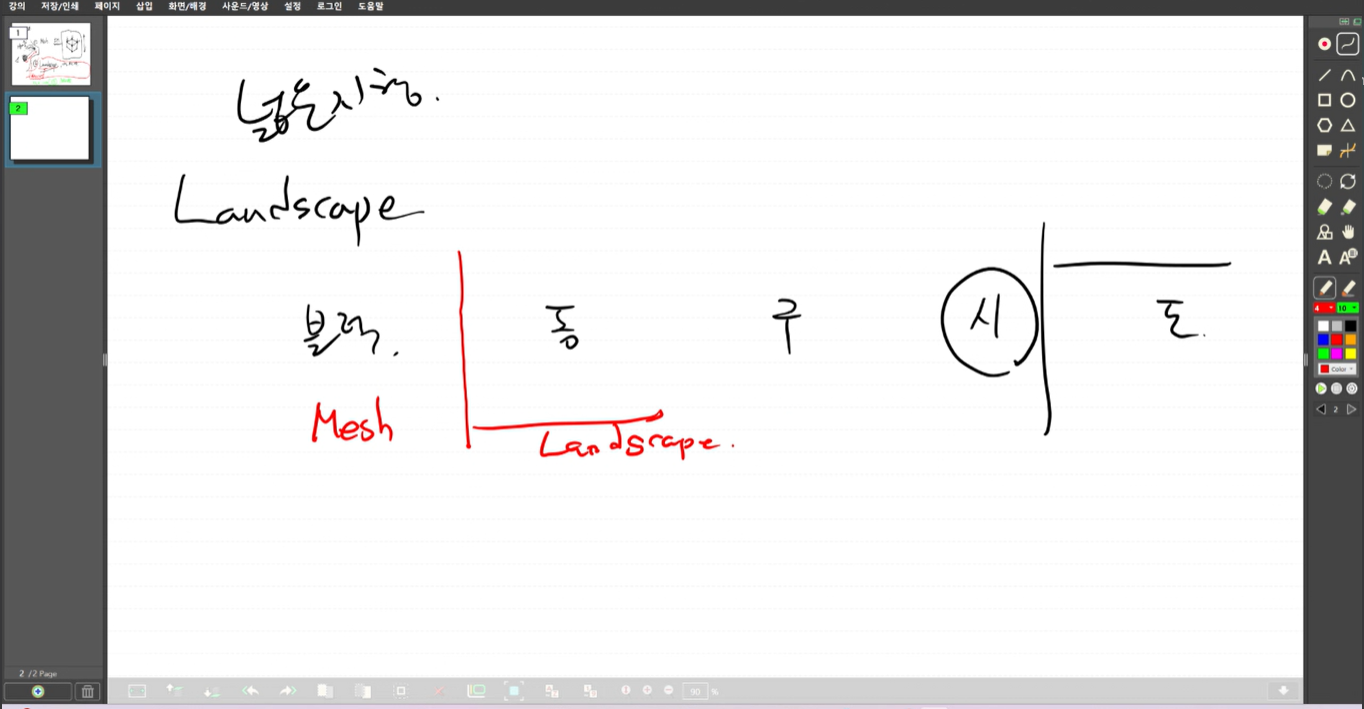 강의 저장/인쇄 페이지 삽입 화면/배경 사운드/영상 설정 로그인 도움말
1
2
넓은지형.
Landscape
블럭. 동 구 시 도.
Mesh
Landscape.
4 10
Color
2
2 /2 Page
90 %